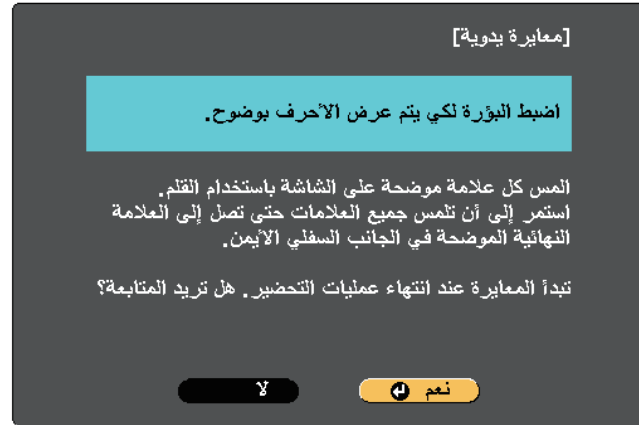 [معايرة يدوية]
اضبط البؤرة لكي يتم عرض الأحرف بوضوح.
المس كل علامة موضحة على الشاشة باستخدام القلم.
استمر إلى أن تلمس جميع العلامات حتى تصل إلى العلامة
النهائية الموضحة في الجانب السفلي الأيمن.
تبدأ المعايرة عند انتهاء عمليات التحضير. هل تريد المتابعة؟
نعم
لا